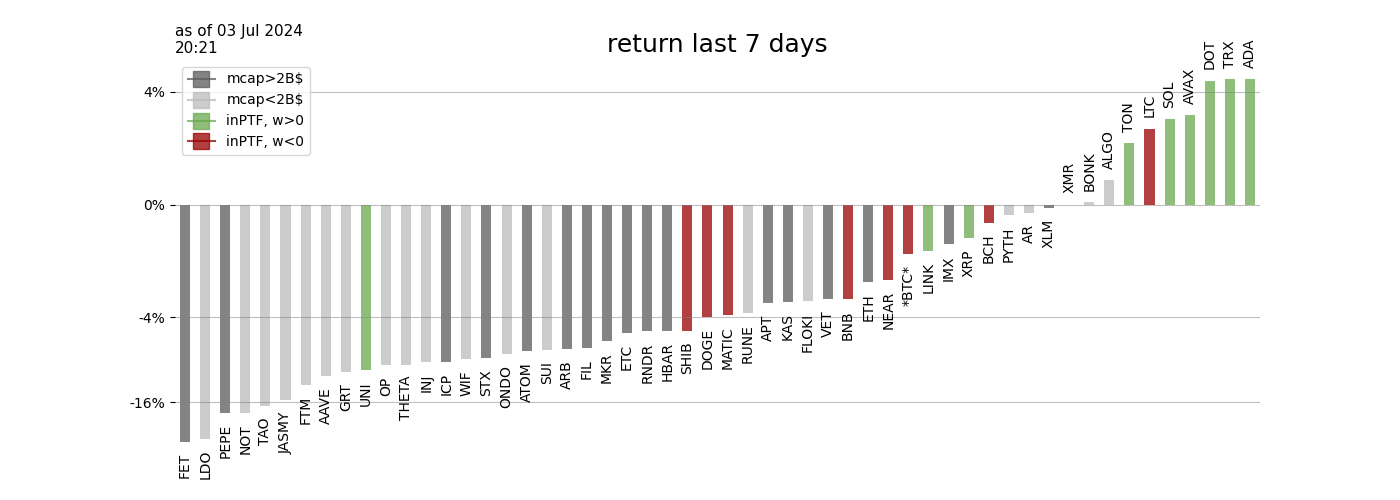 as of 03 Jul 2024
20:21
return last 7 days
mcap>2B$
mcap<2B$
inPTF, w>0
inPTF, w<0
4%
0%
-4%
-16%
FET
LDO
PEPE
NOT
TAO
JASMY
FTM
AAVE
GRT
UNI
OP
THETA
INJ
ICP
WIF
STX
ONDO
ATOM
SUI
ARB
FIL
MKR
ETC
RNDR
HBAR
SHIB
DOGE
MATIC
RUNE
APT
KAS
FLOKI
VET
BNB
ETH
NEAR
*BTC*
LINK
IMX
XRP
BCH
PYTH
AR
XLM
XMR
BONK
ALGO
TON
LTC
SOL
AVAX
DOT
TRX
ADA